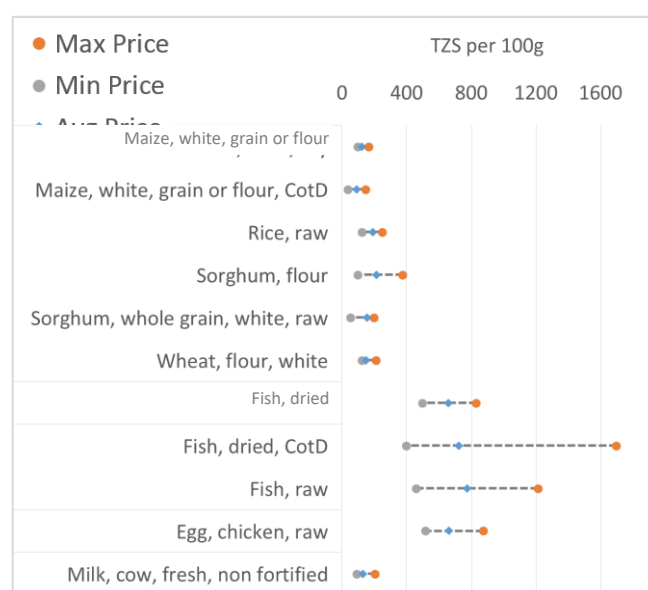 Max Price
TZS per 100g
Min Price
0 400 800 1200 1600
Avg Price
Maize, white, grain or flour
Maize, white, grain or flour, CotD
Rice, raw
Sorghum, flour
Sorghum, whole grain, white, raw
Wheat, flour, white
Fish, dried
Fish, dried, CotD
Fish, raw
Egg, chicken, raw
Milk, cow, fresh, non fortified